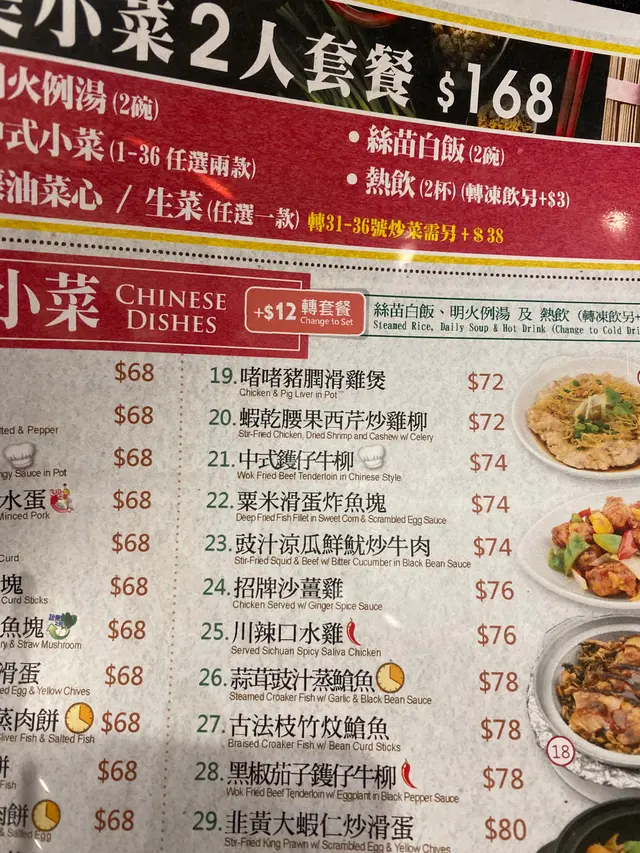 小菜2人套餐 $168
火例湯 (2碗)
式小菜 (1-36 任選兩款)
油菜心 / 生菜 (任選一款) 轉31-36號炒菜需另 + $38
• 絲苗白飯 (2碗)
• 熱飲 (2杯) (轉凍飲另+$3)
小菜 CHINESE DISHES
+$12 轉套餐 Change to Set
絲苗白飯、明火例湯 及 熱飲 (轉凍飲另+
Steamed Rice, Daily Soup & Hot Drink (Change to Cold
$68
$68
& Pepper
$68
Sauce in Pot
水蛋 $68
Minced Pork
$68
Curd
塊 $68
Curd Sticks
魚塊 $68
& Straw Mushroom
滑蛋 $68
Egg & Yellow Chives
蒸肉餅 $68
Fish & Salted Fish
餅 $68
Fish
肉餅 $68
& Salted Egg
19. 啫啫豬膶滑雞煲 $72
Chicken & Pig Liver in Pot
20. 蝦乾腰果西芹炒雞柳 $72
Stir-Fried Chicken, Dried Shrimp and Cashew w/ Celery
21. 中式鑊仔牛柳 $74
Wok Fried Beef Tenderloin in Chinese Style
22. 粟米滑蛋炸魚塊 $74
Deep Fried Fish Fillet in Sweet Corn & Scrambled Egg Sauce
23. 豉汁涼瓜鮮魷炒牛肉 $74
Stir-Fried Squid & Beef w/ Bitter Cucumber in Black Bean Sauce
24. 招牌沙薑雞 $76
Chicken Served w/ Ginger Spice Sauce
25. 川辣口水雞 $76
Served Sichuan Spicy Saliva Chicken
26. 蒜茸豉汁蒸鮨魚 $78
Steamed Croaker Fish w/ Garlic & Black Bean Sauce
27. 古法枝竹炆鮨魚 $78
Braised Croaker Fish w/ Bean Curd Sticks
28. 黑椒茄子鑊仔牛柳 $78
Wok Fried Beef Tenderloin w/ Eggplant in Black Pepper Sauce
29. 韭黃大蝦仁炒滑蛋 $80
Stir-Fried King Prawn w/ Scrambled Egg & Yellow Chives
18